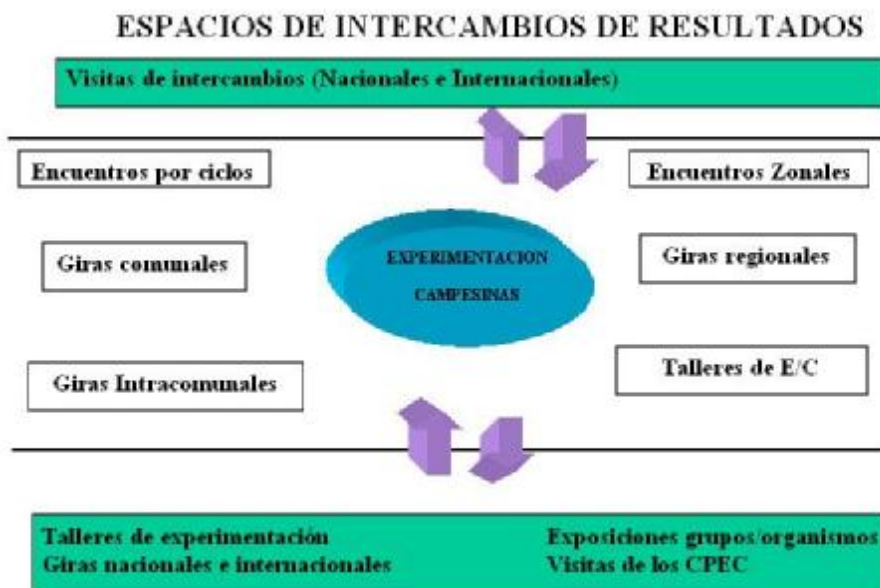 ESPACIOS DE INTERCAMBIOS DE RESULTADOS
Visitas de intercambios (Nacionales e Internacionales)
Encuentros por ciclos
Encuentros Zonales
Giras comunales
EXPERIMENTACION
CAMPESINAS
Giras regionales
Giras Intracomunales
Talleres de E/C
Talleres de experimentación
Giras nacionales e internacionales
Exposiciones grupos/organismos
Visitas de los CPEC